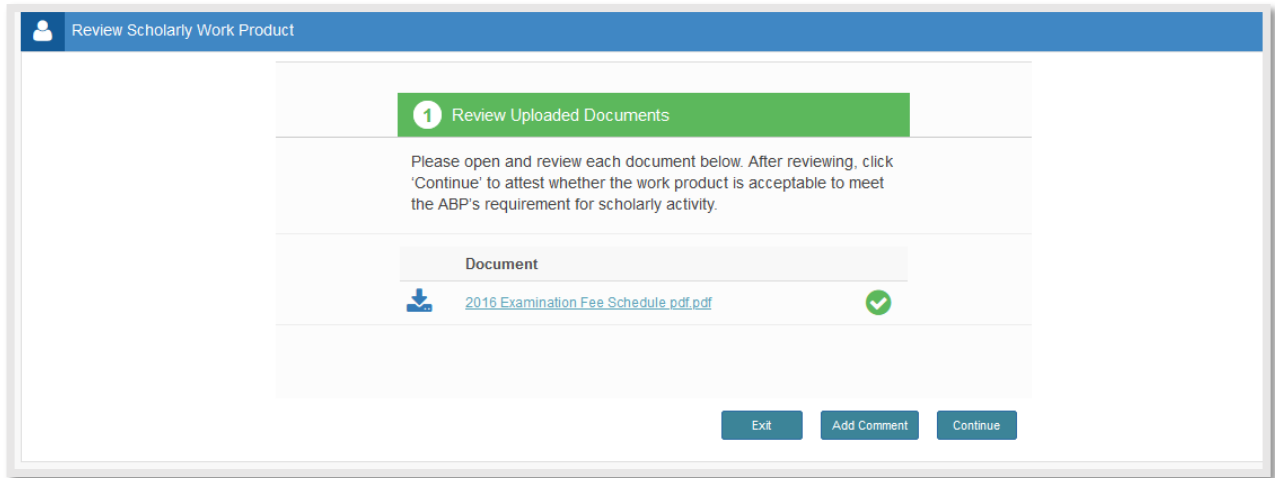 Review Scholarly Work Product
1 Review Uploaded Documents
Please open and review each document below. After reviewing, click
'Continue' to attest whether the work product is acceptable to meet
the ABP's requirement for scholarly activity.
Document
2016 Examination Fee Schedule pdf.pdf
Exit Add Comment Continue